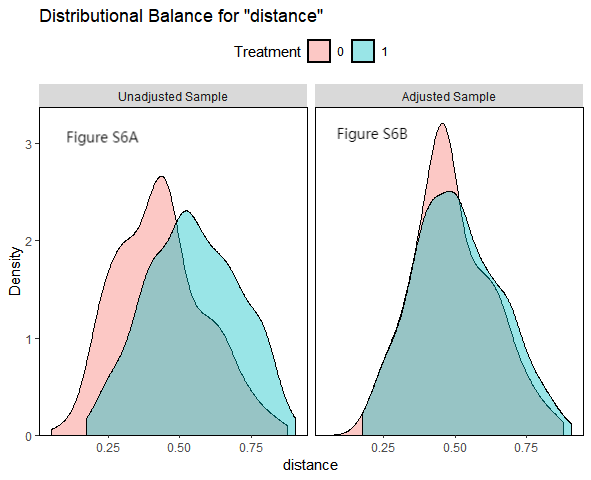 Distributional Balance for "distance"
Treatment 0 1
Unadjusted Sample
Adjusted Sample
Figure S6A
Figure S6B
Density
3
2
1
0
0.25 0.50 0.75
0.25 0.50 0.75
distance